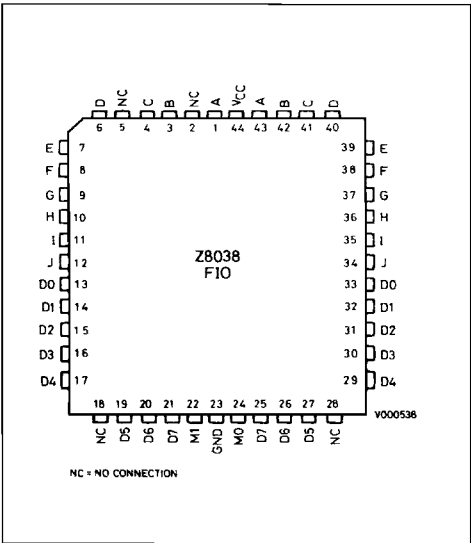 D NC C B NC A VCC A B C D
6 5 4 3 2 1 44 43 42 41 40
E 7 39 E
F 8 38 F
G 9 37 G
H 10 36 H
I 11 35 I
J 12 34 J
Z8038
FIO
D0 13 33 D0
D1 14 32 D1
D2 15 31 D2
D3 16 30 D3
D4 17 29 D4
18 19 20 21 22 23 24 25 26 27 28
NC D5 D6 D7 M1 GND M0 D7 D6 D5 NC
V000536
NC = NO CONNECTION